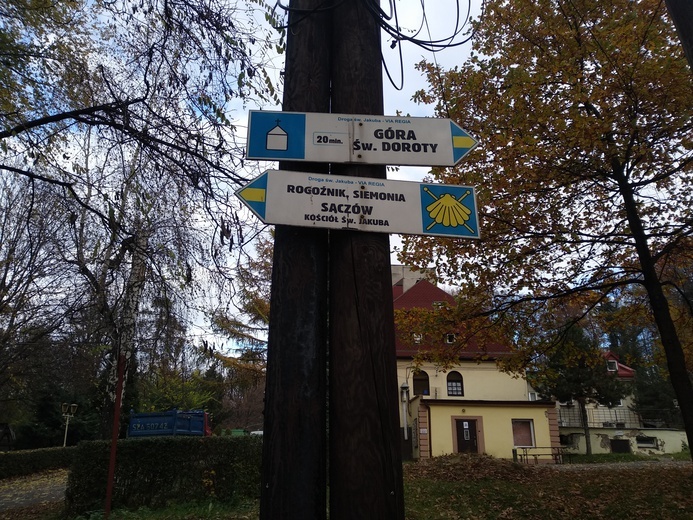 Droga św. Jakuba - VIA REGIA
20 min.
GÓRA
ŚW. DOROTY
Droga św. Jakuba - VIA REGIA
ROGOŹNIK, SIEMONIA
SĄCZÓW
KOŚCIÓŁ ŚW. JAKUBA